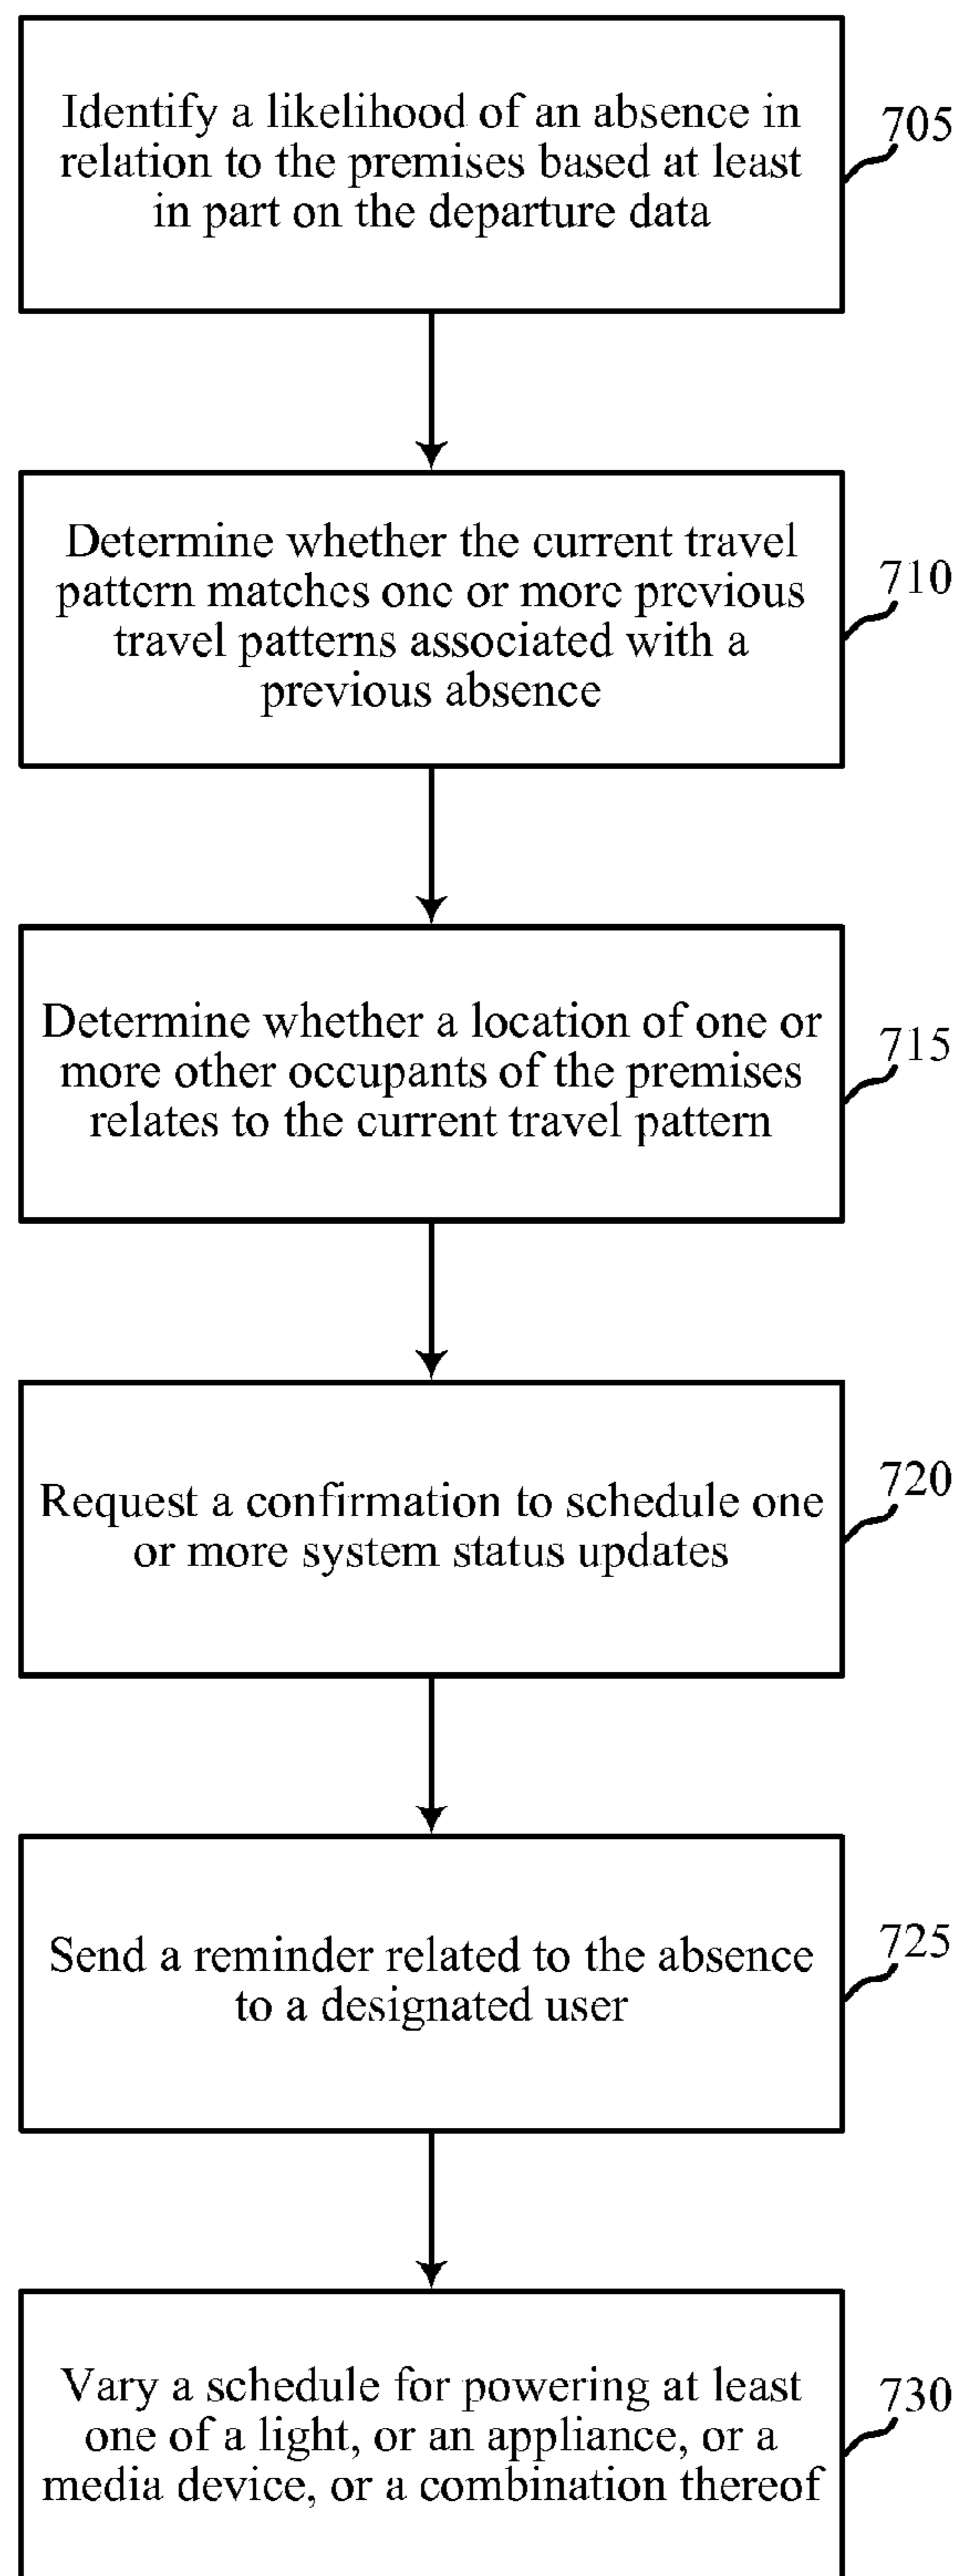 Identify a likelihood of an absence in
relation to the premises based at least
in part on the departure data
705
Determine whether the current travel
pattern matches one or more previous
travel patterns associated with a
previous absence
710
Determine whether a location of one or
more other occupants of the premises
relates to the current travel pattern
715
Request a confirmation to schedule one
or more system status updates
720
Send a reminder related to the absence
to a designated user
725
Vary a schedule for powering at least
one of a light, or an appliance, or a
media device, or a combination thereof
730